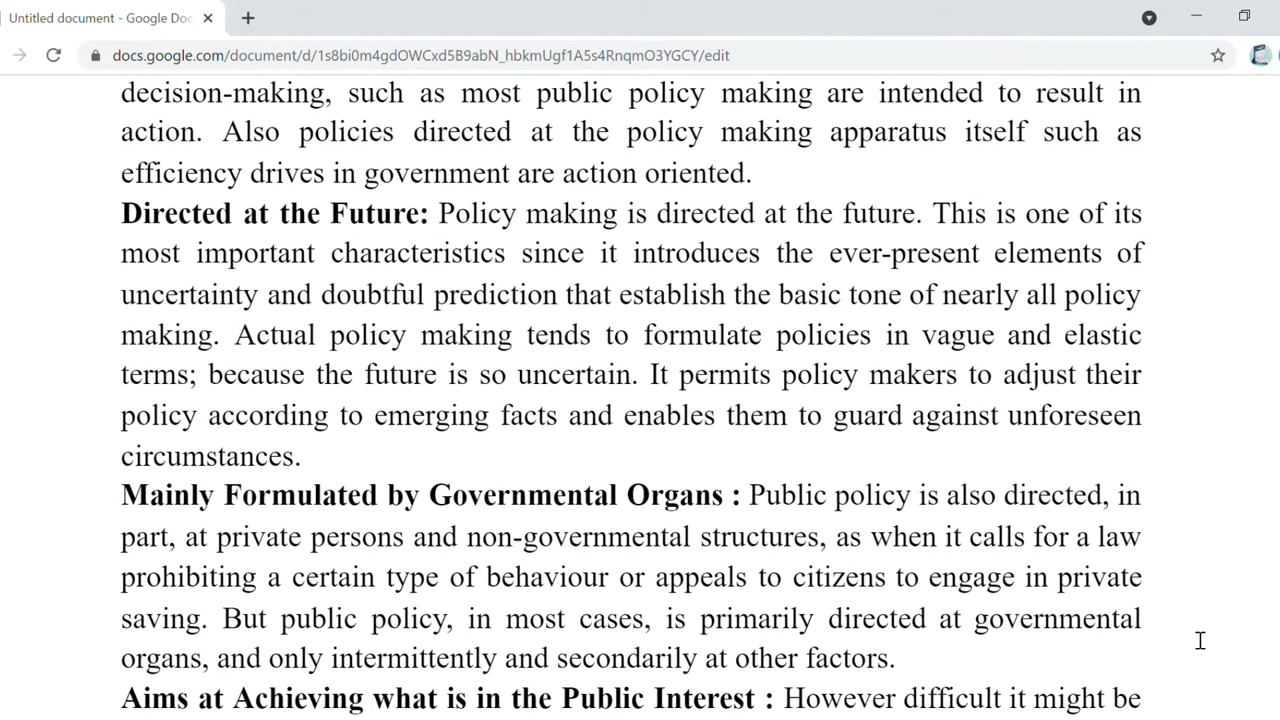 Untitled document - Google Doc
docs.google.com/document/d/1s8bi0m4gdOWCxd5B9abN_hbkmUgf1A5s4RnqmO3YGCY/edit
decision-making, such as most public policy making are intended to result in
action. Also policies directed at the policy making apparatus itself such as
efficiency drives in government are action oriented.
Directed at the Future: Policy making is directed at the future. This is one of its
most important characteristics since it introduces the ever-present elements of
uncertainty and doubtful prediction that establish the basic tone of nearly all policy
making. Actual policy making tends to formulate policies in vague and elastic
terms; because the future is so uncertain. It permits policy makers to adjust their
policy according to emerging facts and enables them to guard against unforeseen
circumstances.
Mainly Formulated by Governmental Organs : Public policy is also directed, in
part, at private persons and non-governmental structures, as when it calls for a law
prohibiting a certain type of behaviour or appeals to citizens to engage in private
saving. But public policy, in most cases, is primarily directed at governmental
organs, and only intermittently and secondarily at other factors.
Aims at Achieving what is in the Public Interest : However difficult it might be